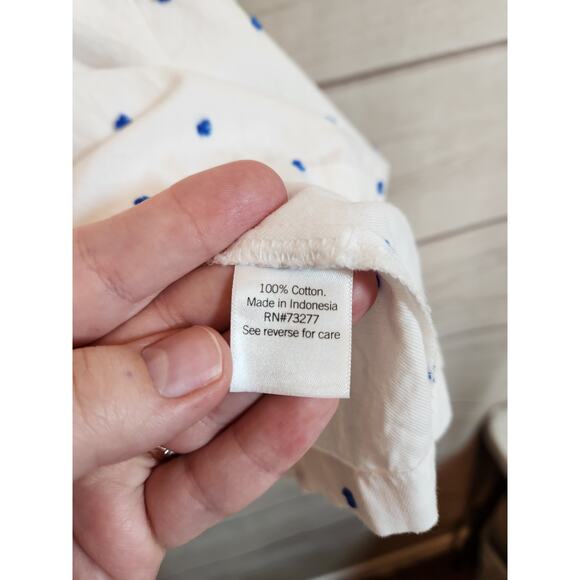 100% Cotton.
Made in Indonesia
RN#73277
See reverse for care